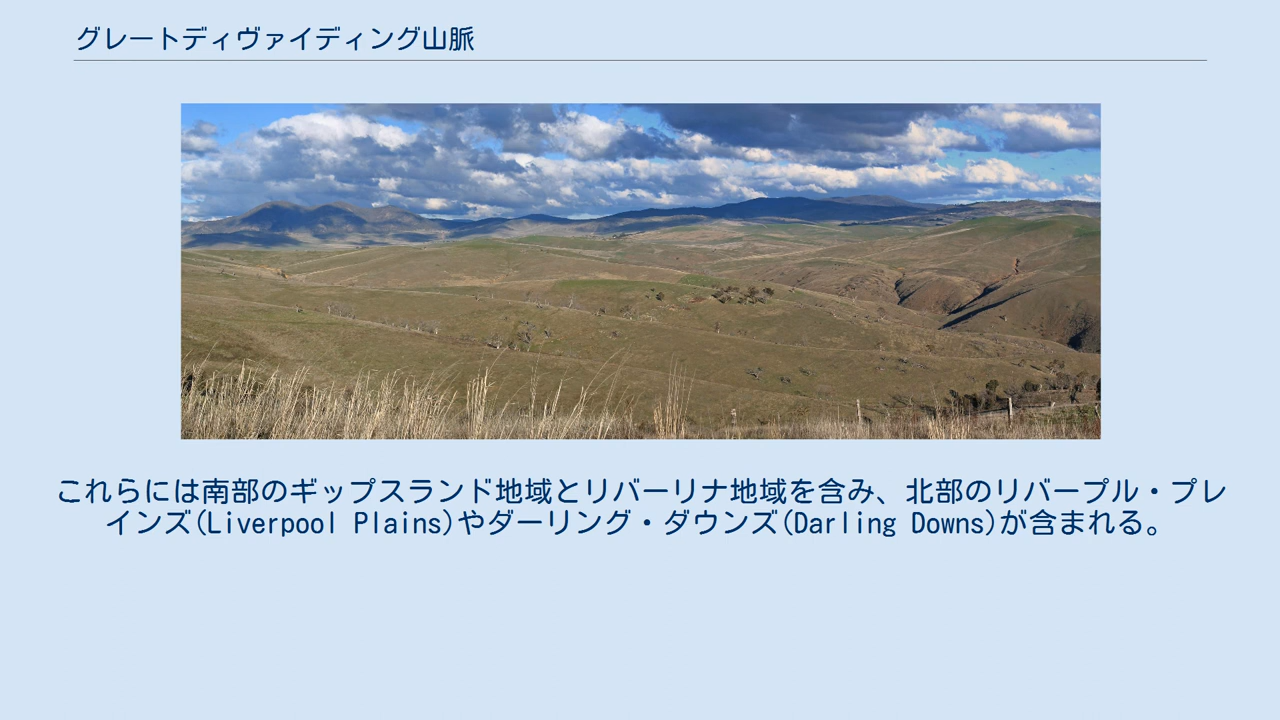 グレートディヴァイディング山脈
これらには南部のギップスランド地域とリバーリナ地域を含み、北部のリバープル・プレ
インズ(Liverpool Plains)やダーリング・ダウンズ(Darling Downs)が含まれる。